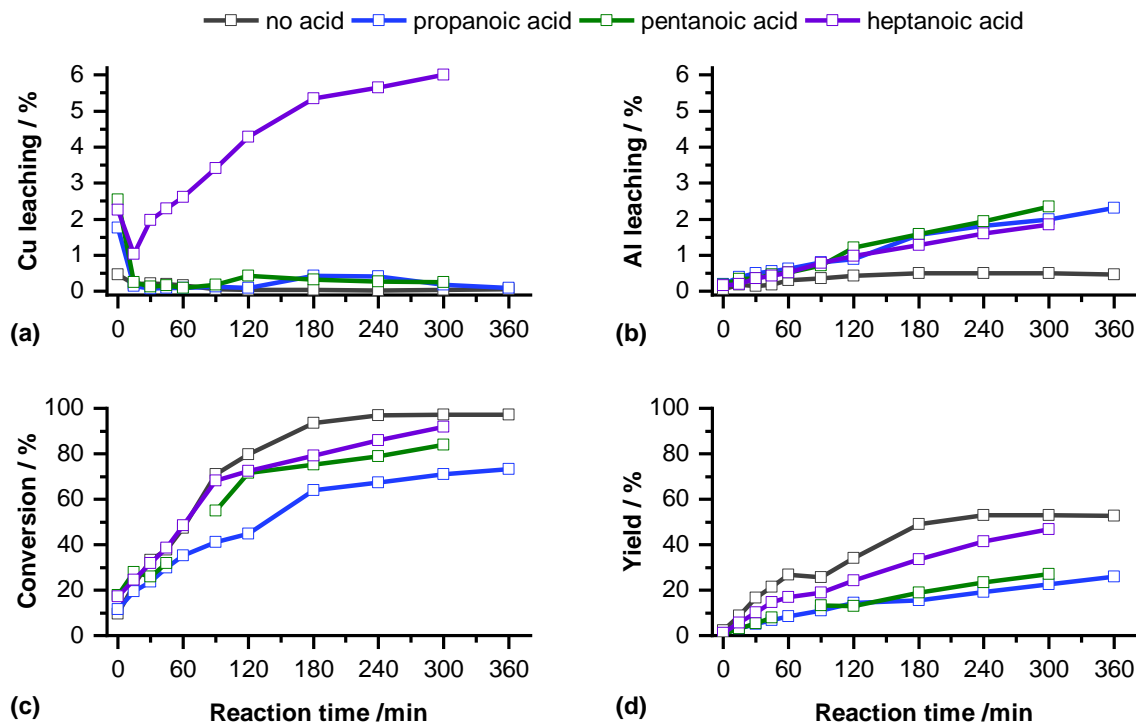 no acid propanoic acid pentanoic acid heptanoic acid
Cu leaching / %
6
5
4
3
2
1
0
0 60 120 180 240 300 360
(a)
Al leaching / %
6
5
4
3
2
1
0
0 60 120 180 240 300 360
(b)
Conversion / %
100
80
60
40
20
0
0 60 120 180 240 300 360
(c)
Reaction time /min
Yield / %
100
80
60
40
20
0
0 60 120 180 240 300 360
(d)
Reaction time /min